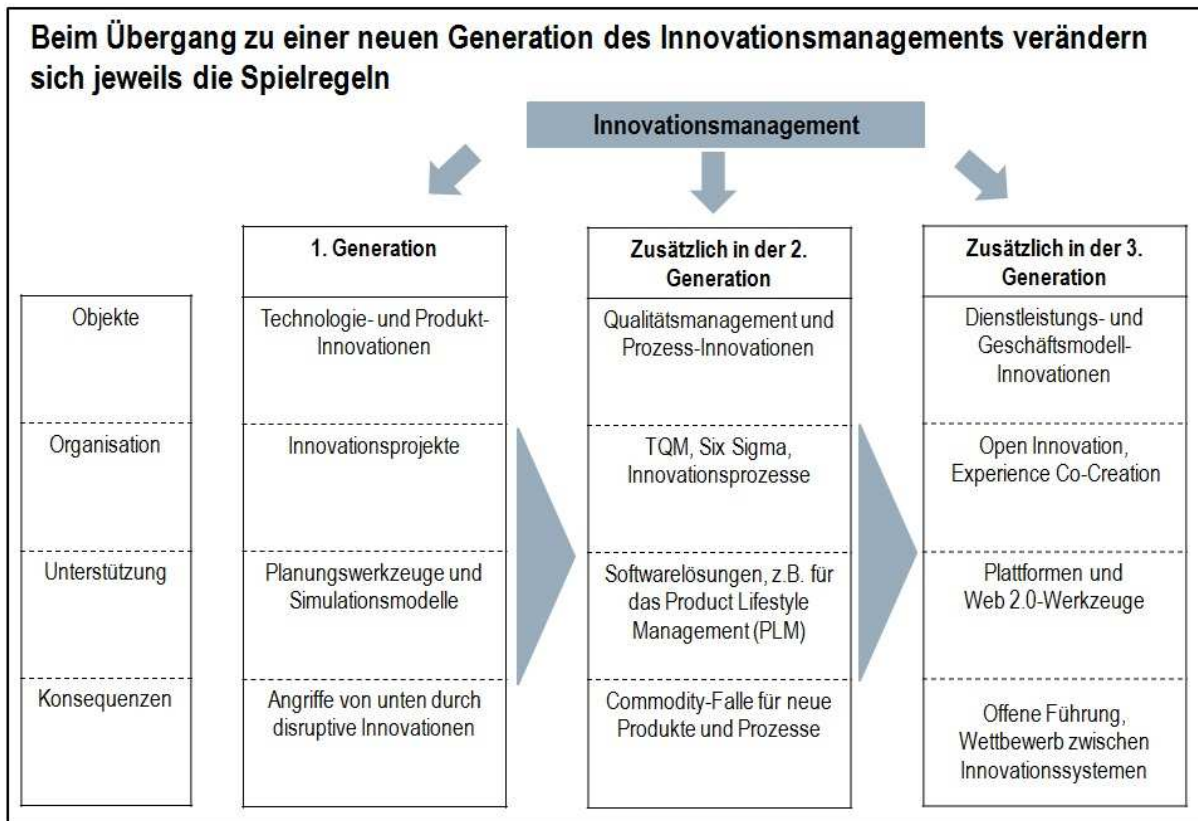 Beim Übergang zu einer neuen Generation des Innovationsmanagements verändern
sich jeweils die Spielregeln
Innovationsmanagement
1. Generation
Zusätzlich in der 2.
Generation
Zusätzlich in der 3.
Generation
Objekte
Technologie- und Produkt-
Innovationen
Qualitätsmanagement und
Prozess-Innovationen
Dienstleistungs- und
Geschäftsmodell-
Innovationen
Organisation
Innovationsprojekte
TQM, Six Sigma,
Innovationsprozesse
Open Innovation,
Experience Co-Creation
Unterstützung
Planungswerkzeuge und
Simulationsmodelle
Softwarelösungen, z.B. für
das Product Lifestyle
Management (PLM)
Plattformen und
Web 2.0-Werkzeuge
Konsequenzen
Angriffe von unten durch
disruptive Innovationen
Commodity-Falle für neue
Produkte und Prozesse
Offene Führung,
Wettbewerb zwischen
Innovationssystemen